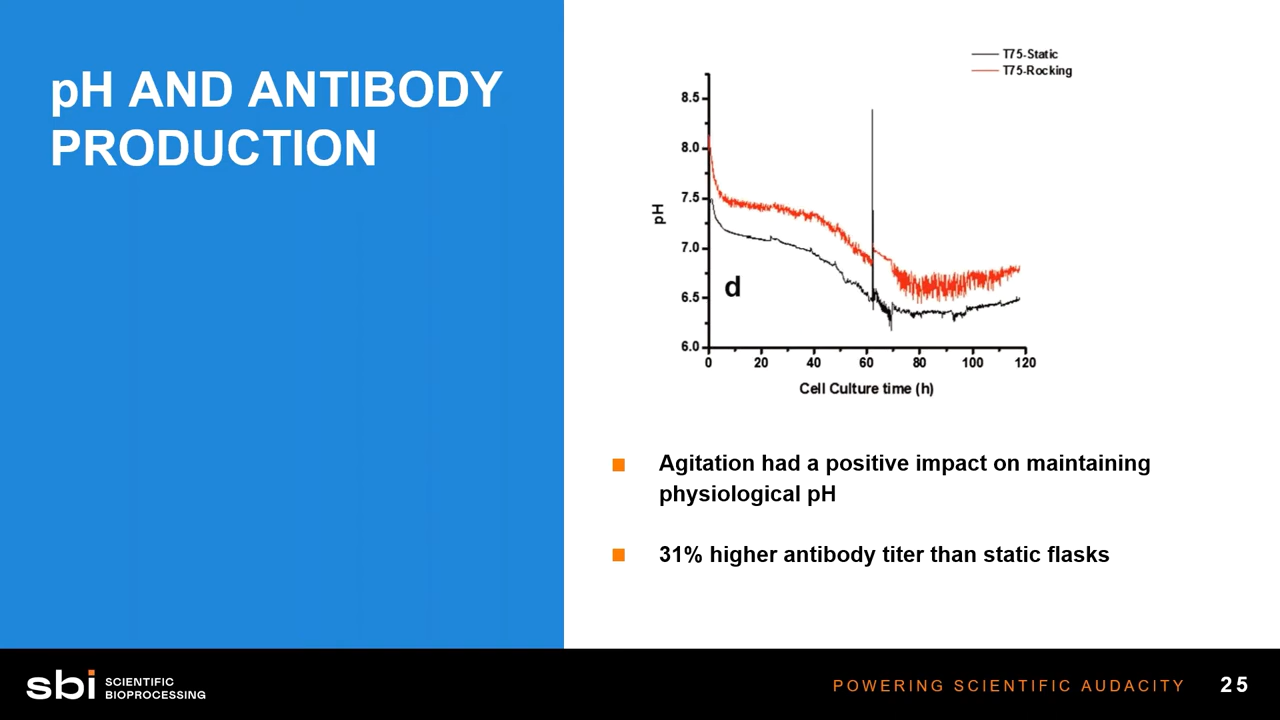 pH AND ANTIBODY
PRODUCTION
T75-Static
T75-Rocking
8.5
8.0
7.5
7.0
6.5
6.0
pH
d
0 20 40 60 80 100 120
Cell Culture time (h)
Agitation had a positive impact on maintaining
physiological pH
31% higher antibody titer than static flasks
sbi SCIENTIFIC
BIOPROCESSING
POWERING SCIENTIFIC AUDACITY 25